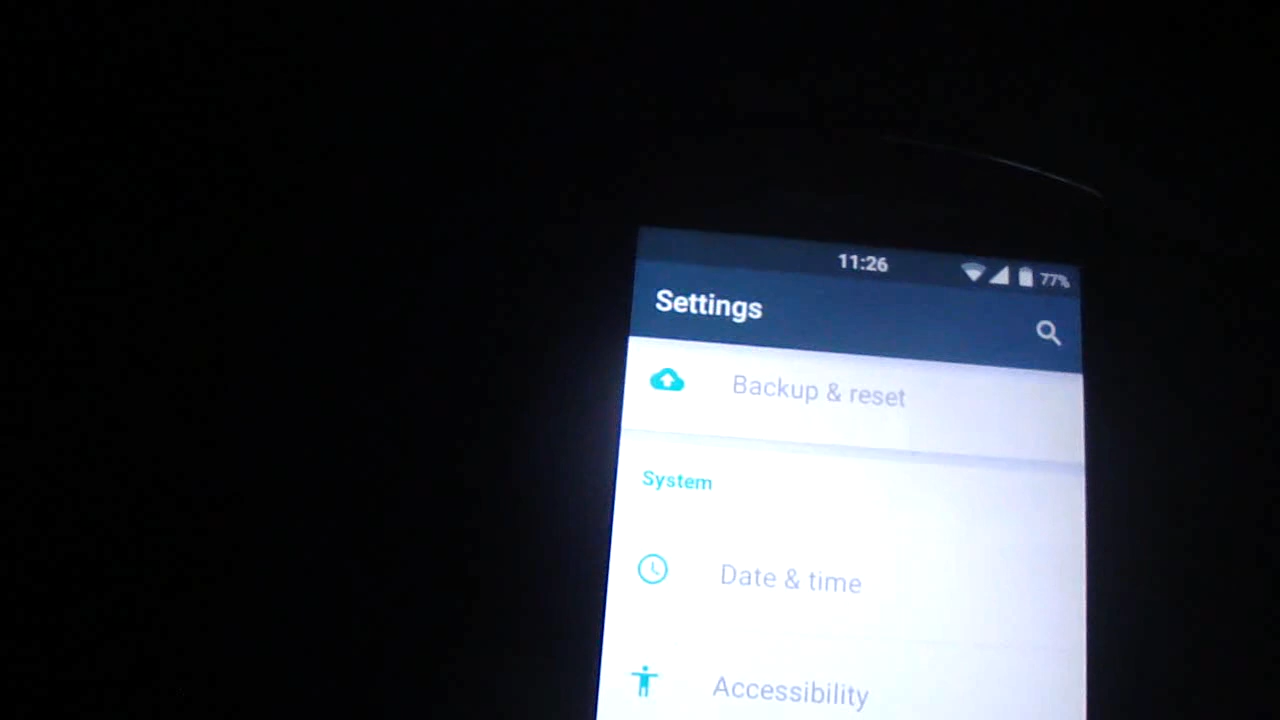 11:26 77%
Settings
Backup & reset
System
Date & time
Accessibility